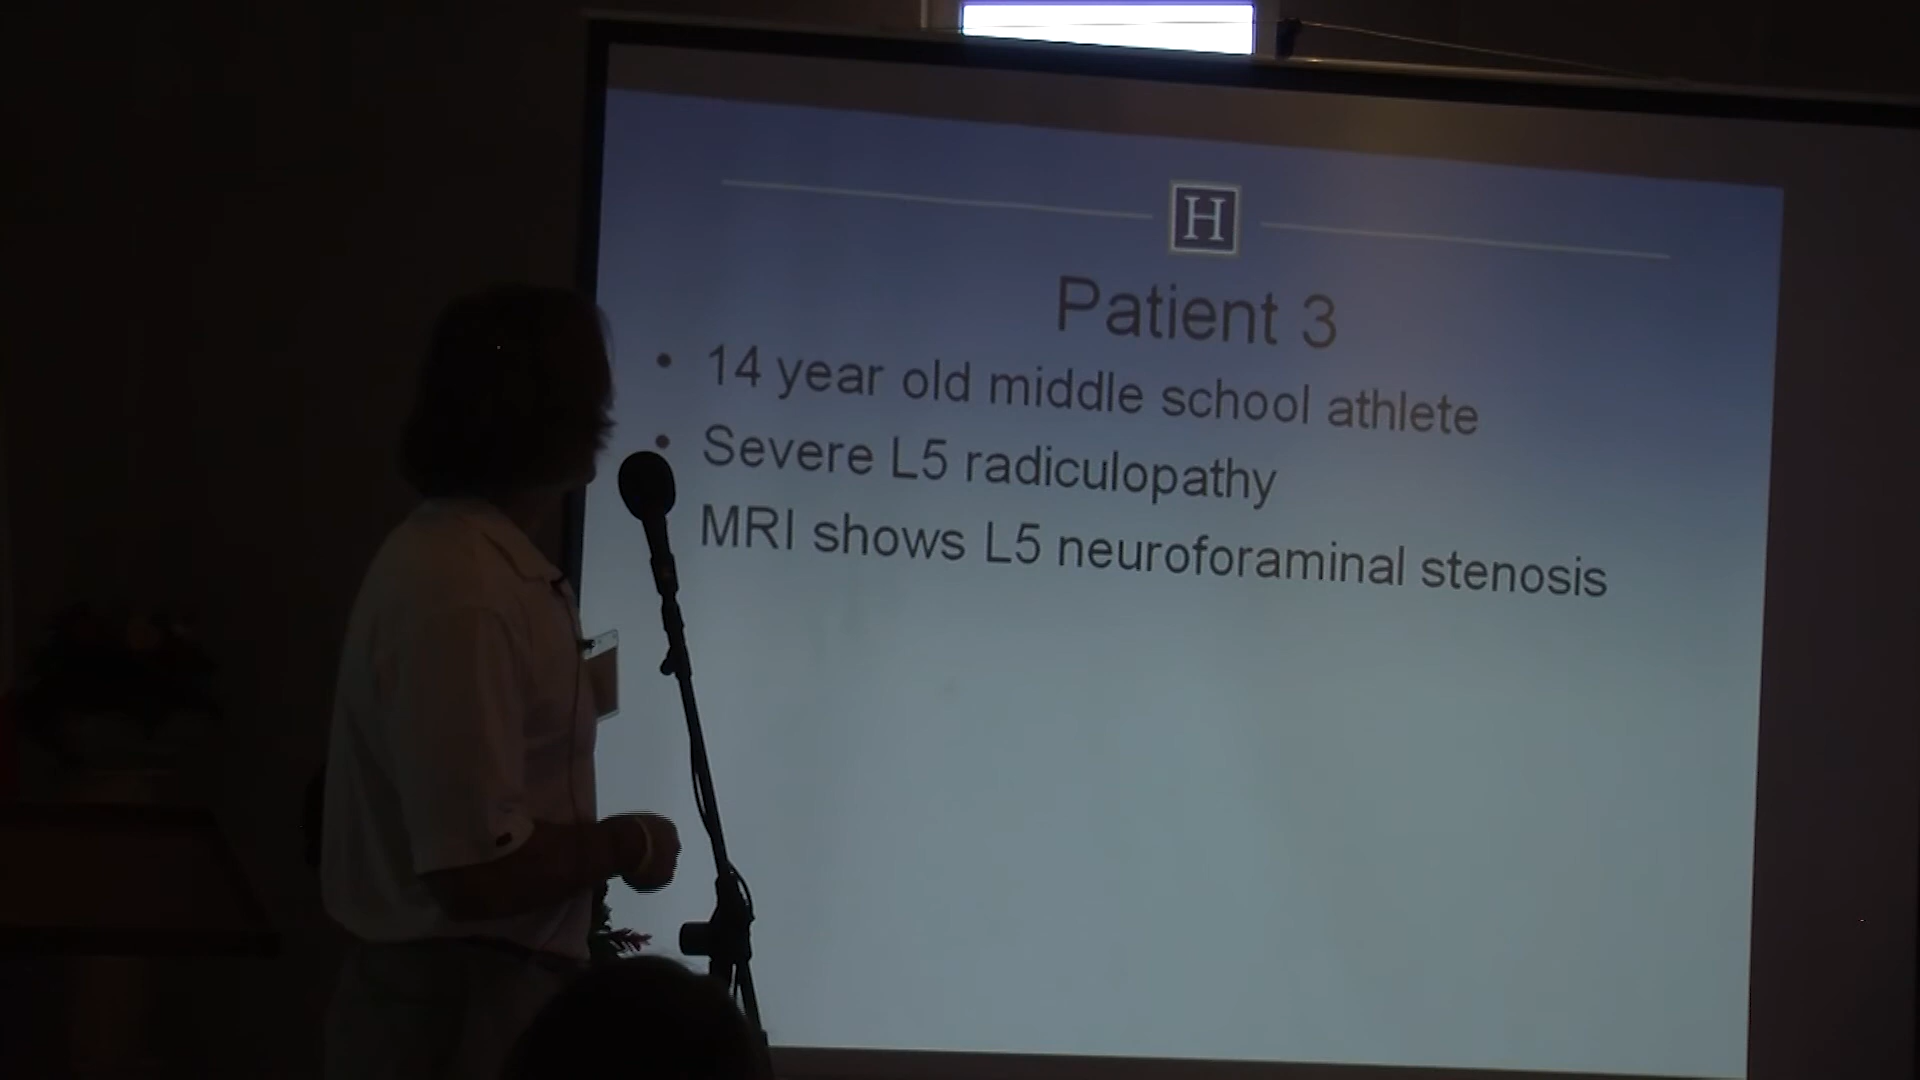 H
Patient 3
• 14 year old middle school athlete
• Severe L5 radiculopathy
MRI shows L5 neuroforaminal stenosis